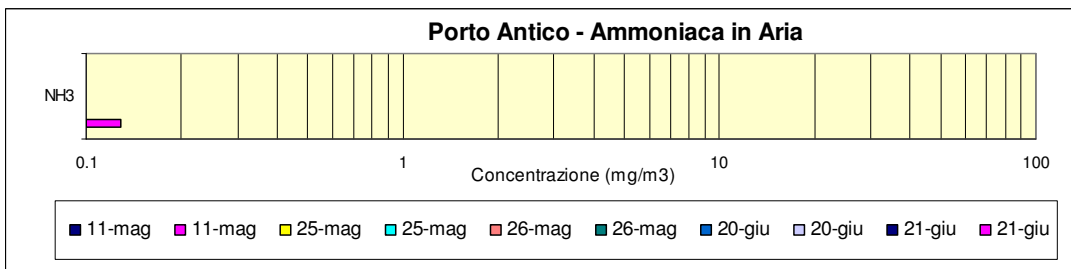 Porto Antico - Ammoniaca in Aria
NH3
0.1 1 10 100
Concentrazione (mg/m3)
11-mag 11-mag 25-mag 25-mag 26-mag 26-mag 20-giu 20-giu 21-giu 21-giu